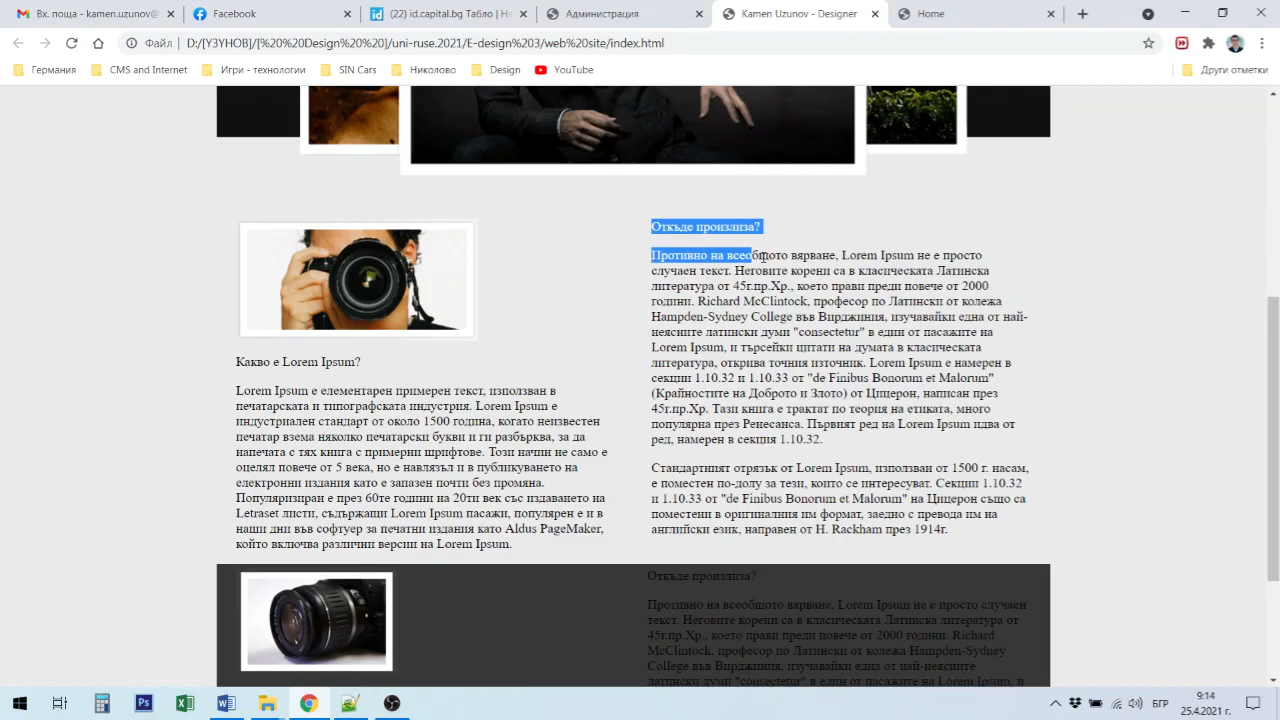 Вх. поща - kamen.uzunov@
Facebook
(22) id.capital.bg Табло | Не
Администрация
Kamen Uzunov - Designer
Home
Файл
D:/[Y3YHOB]/[%20%20Design%20%20]/uni-ruse.2021/E-design%203/web%20site/index.html
Германия
CMS and Internet
Игри - технологии
SIN Cars
Николово
Design
YouTube
Други отметки
Какво е Lorem Ipsum?
Lorem Ipsum е елементарен примерен текст, използван в
печатарската и типографската индустрия. Lorem Ipsum е
индустриален стандарт от около 1500 година, когато неизвестен
печатар взема няколко печатарски букви и ги разбърква, за да
напечата с тях книга с примерни шрифтове. Този начин не само е
оцелял повече от 5 века, но е навлязъл и в публикуването на
електронни издания като е запазен почти без промяна.
Популяризиран е през 60те години на 20ти век със издаването на
Letraset листи, съдържащи Lorem Ipsum пасажи, популярен е и в
наши дни във софтуер за печатни издания като Aldus PageMaker,
който включва различни версии на Lorem Ipsum.
Откъде произлиза?
Противно на всеобщото вярване, Lorem Ipsum не е просто
случаен текст. Неговите корени са в класическата Латинска
литература от 45г.пр.Хр., което прави преди повече от 2000
години. Richard McClintock, професор по Латински от колежа
Hampden-Sydney College във Вирджиния, изучавайки една от най-
неясните латински думи "consectetur" в един от пасажите на
Lorem Ipsum, и търсейки цитати на думата в класическата
литература, открива точния източник. Lorem Ipsum е намерен в
секции 1.10.32 и 1.10.33 от "de Finibus Bonorum et Malorum"
(Крайностите на Доброто и Злото) от Цицерон, написан през
45г.пр.Хр. Тази книга е трактат по теория на етиката, много
популярна през Ренесанса. Първият ред на Lorem Ipsum идва от
ред, намерен в секция 1.10.32.
Стандартният отрязък от Lorem Ipsum, използван от 1500 г. насам,
е поместен по-долу за тези, които се интересуват. Секции 1.10.32
и 1.10.33 от "de Finibus Bonorum et Malorum" на Цицерон също са
поместени в оригиналния им формат, заедно с превода им на
английски език, направен от H. Rackham през 1914г.
Откъде произлиза?
Противно на всеобщото вярване, Lorem Ipsum не е просто случаен
текст. Неговите корени са в класическата Латинска литература от
45г.пр.Хр., което прави преди повече от 2000 години. Richard
McClintock, професор по Латински от колежа Hampden-Sydney
College във Вирджиния, изучавайки една от най-неясните
латински думи "consectetur" в един от пасажите на Lorem Ipsum, и
БГР
9:14
25.4.2021 г.